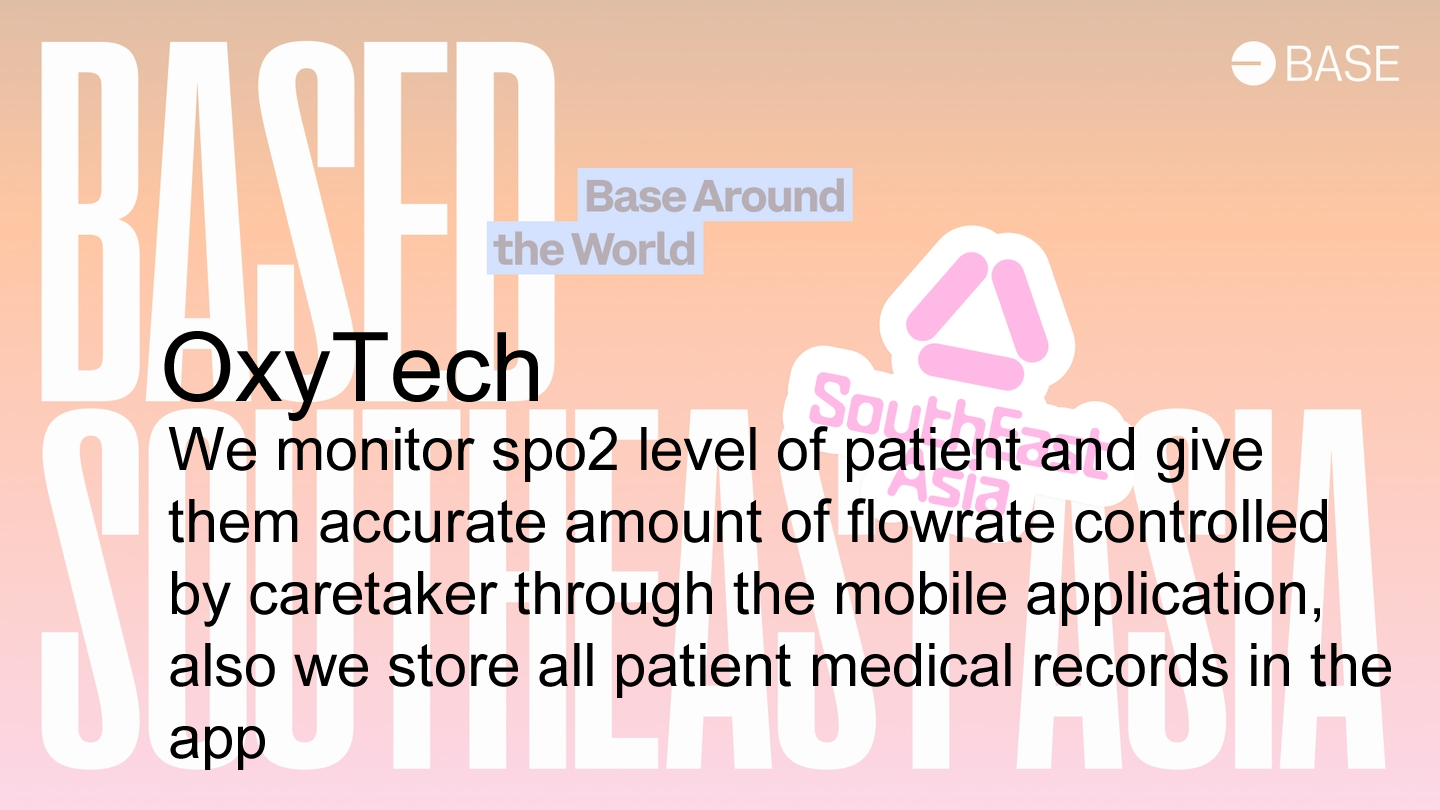 BASED
BASE
Base Around
the World
SouthEast
Asia
SOUTHEAST ASIA
OxyTech
We monitor spo2 level of patient and give
them accurate amount of flowrate controlled
by caretaker through the mobile application,
also we store all patient medical records in the
app